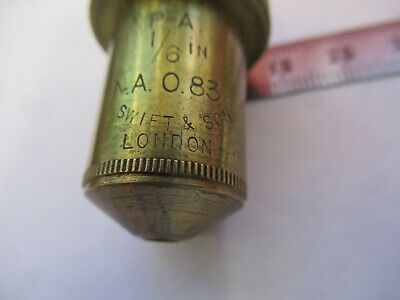 P-A.
1/6 IN
N.A. 0.83
SWIFT & SON
LONDON